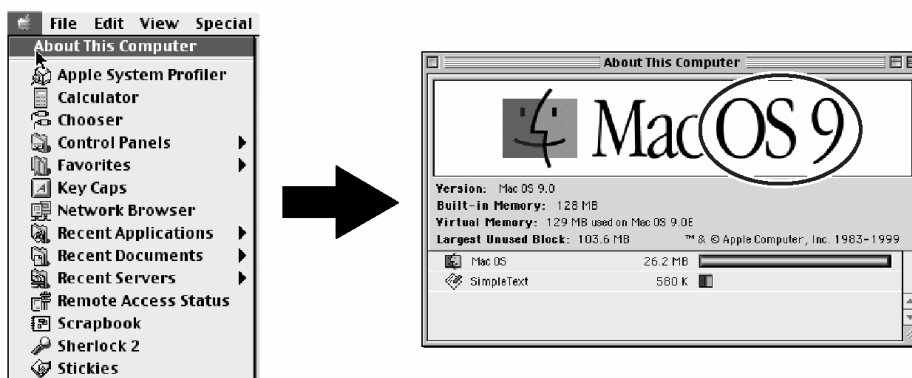 File Edit View Special
About This Computer
Apple System Profiler
Calculator
Chooser
Control Panels
Favorites
Key Caps
Network Browser
Recent Applications
Recent Documents
Recent Servers
Remote Access Status
Scrapbook
Sherlock 2
Stickies
About This Computer
Mac OS 9
Version: Mac OS 9.0
Built-in Memory: 128 MB
Virtual Memory: 129 MB used on Mac OS 9.0E
Largest Unused Block: 103.6 MB ™ & © Apple Computer, Inc. 1983-1999
Mac OS 26.2 MB
SimpleText 580 K